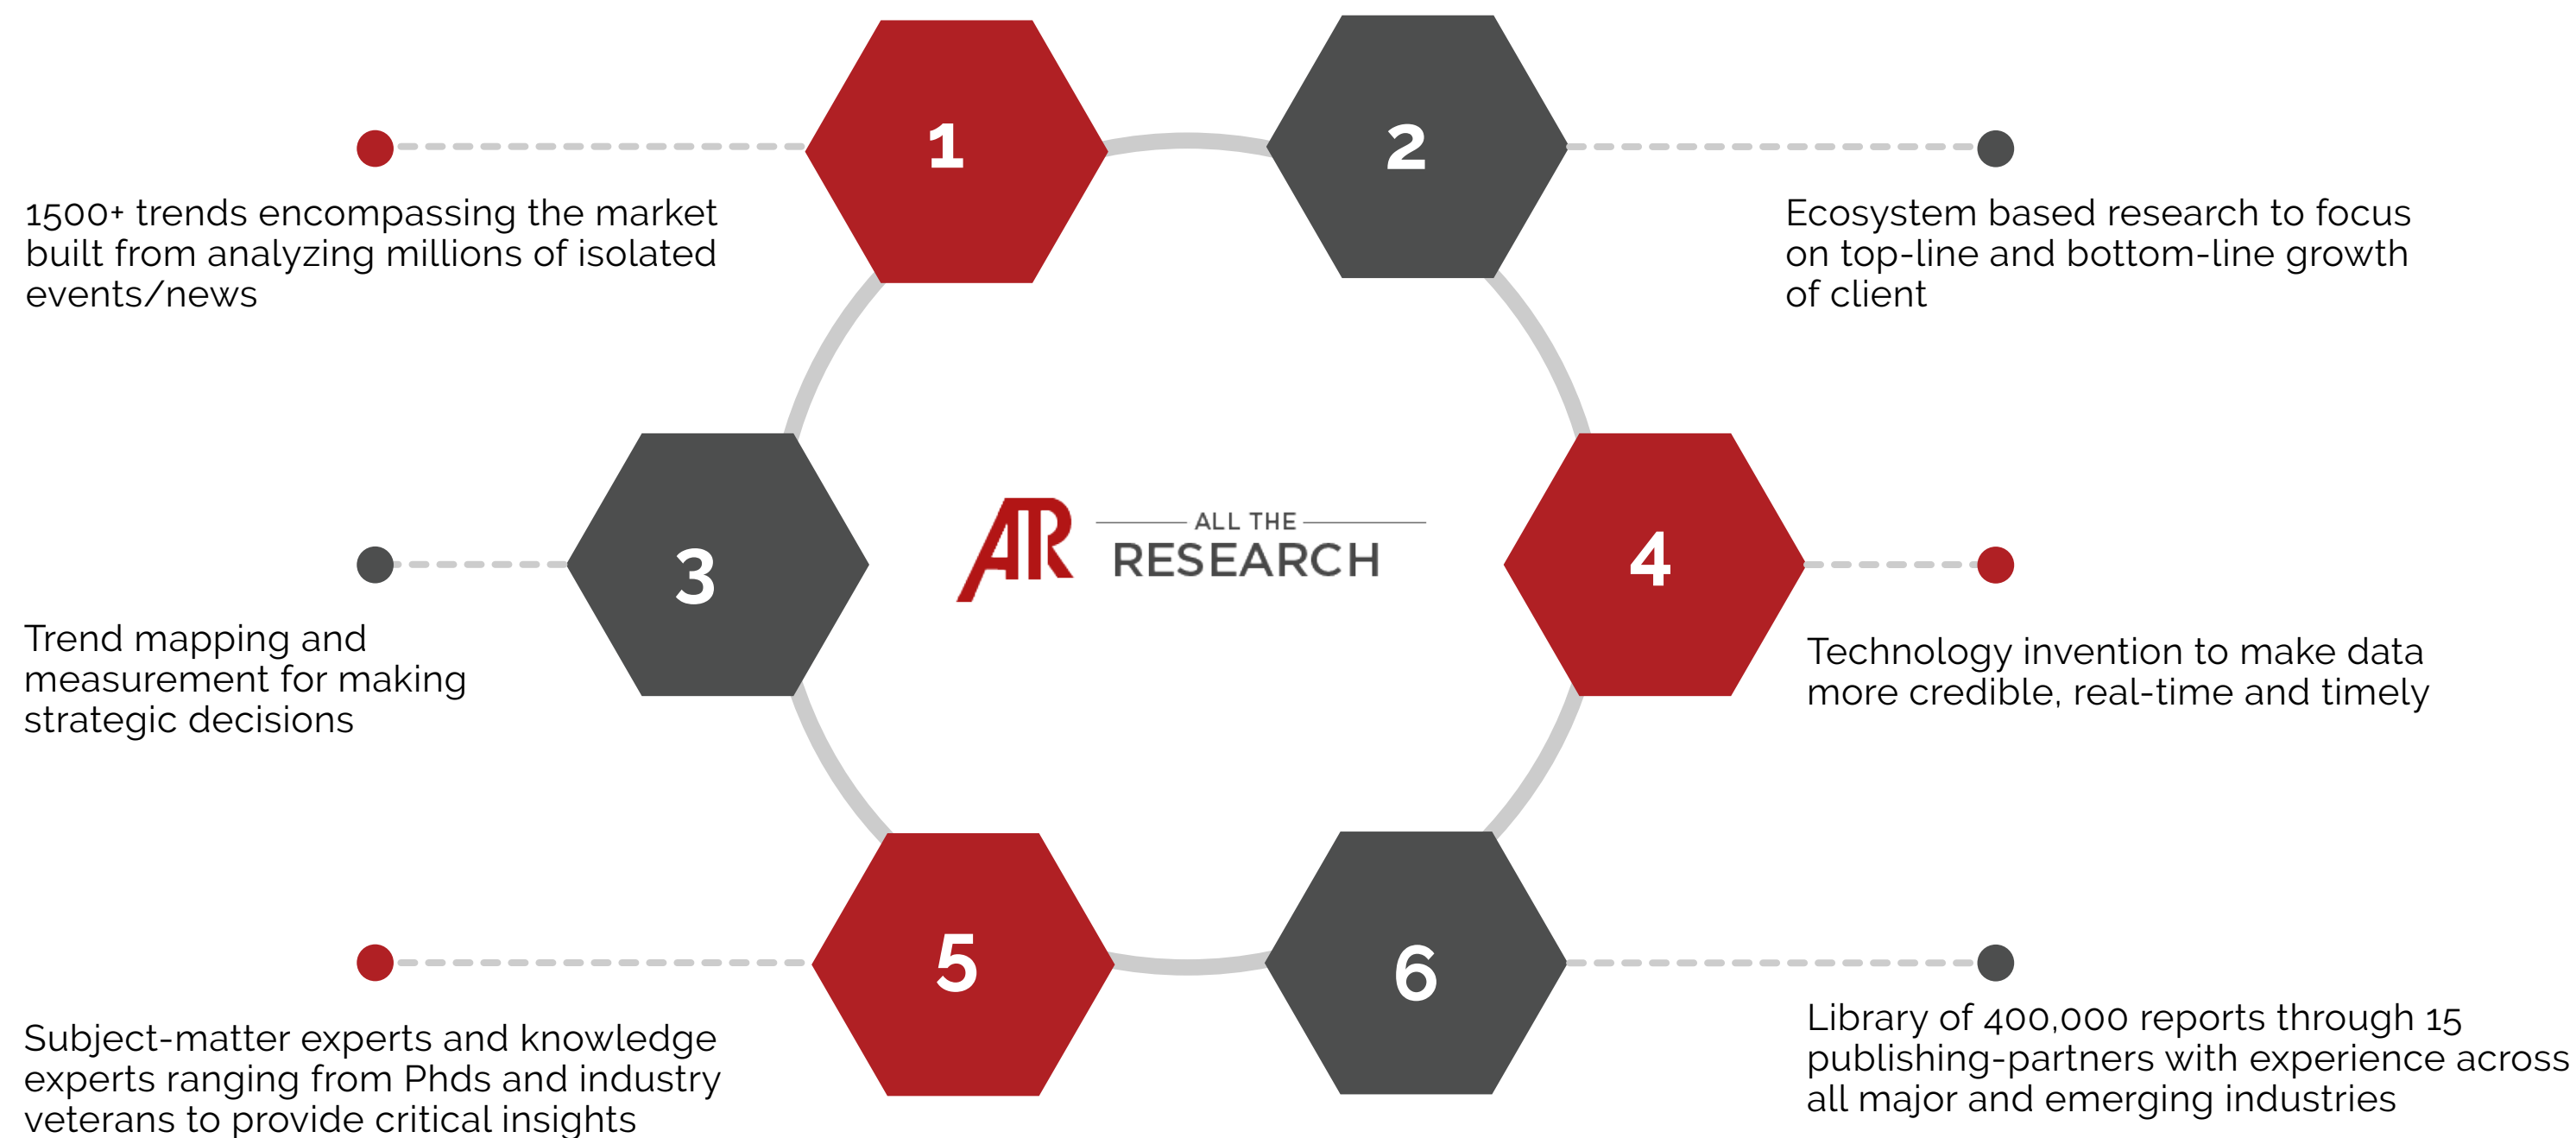 1
1500+ trends encompassing the market
built from analyzing millions of isolated
events/news
2
Ecosystem based research to focus
on top-line and bottom-line growth
of client
3
Trend mapping and
measurement for making
strategic decisions
AR
ALL THE
RESEARCH
4
Technology invention to make data
more credible, real-time and timely
5
Subject-matter experts and knowledge
experts ranging from Phds and industry
veterans to provide critical insights
6
Library of 400,000 reports through 15
publishing-partners with experience across
all major and emerging industries